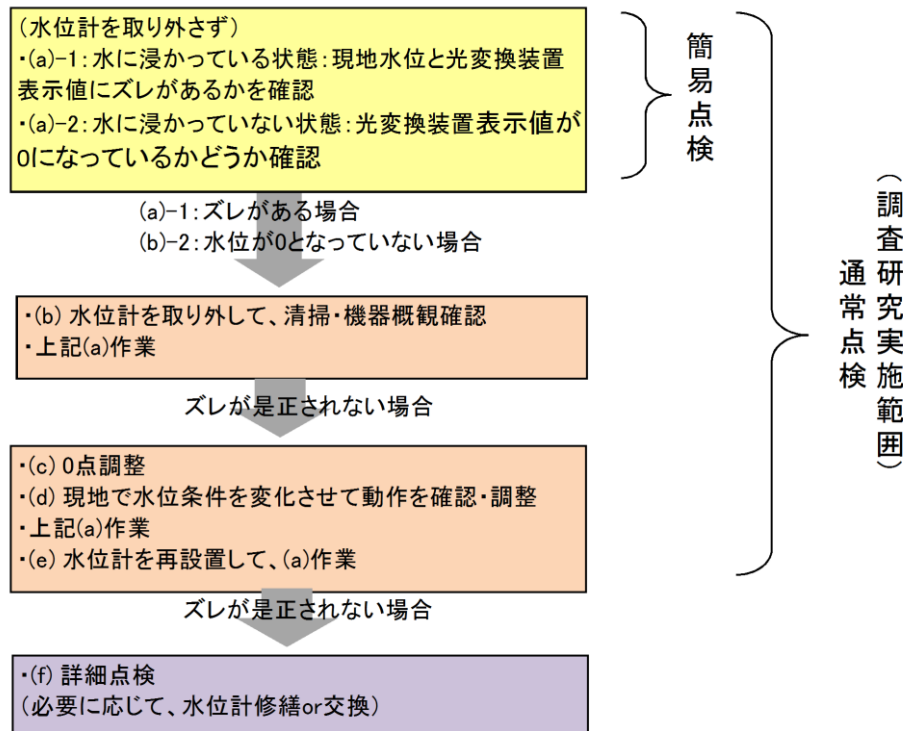 (水位計を取り外さず)
・(a)-1:水に浸かっている状態:現地水位と光変換装置
表示値にズレがあるかを確認
・(a)-2:水に浸かっていない状態:光変換装置表示値が
0になっているかどうか確認
簡易点検
(a)-1:ズレがある場合
(b)-2:水位が0となっていない場合
・(b) 水位計を取り外して、清掃・機器概観確認
・上記(a)作業
ズレが是正されない場合
・(c) 0点調整
・(d) 現地で水位条件を変化させて動作を確認・調整
・上記(a)作業
・(e) 水位計を再設置して、(a)作業
(調査研究実施範囲)
通常点検
ズレが是正されない場合
・(f) 詳細点検
(必要に応じて、水位計修繕or交換)